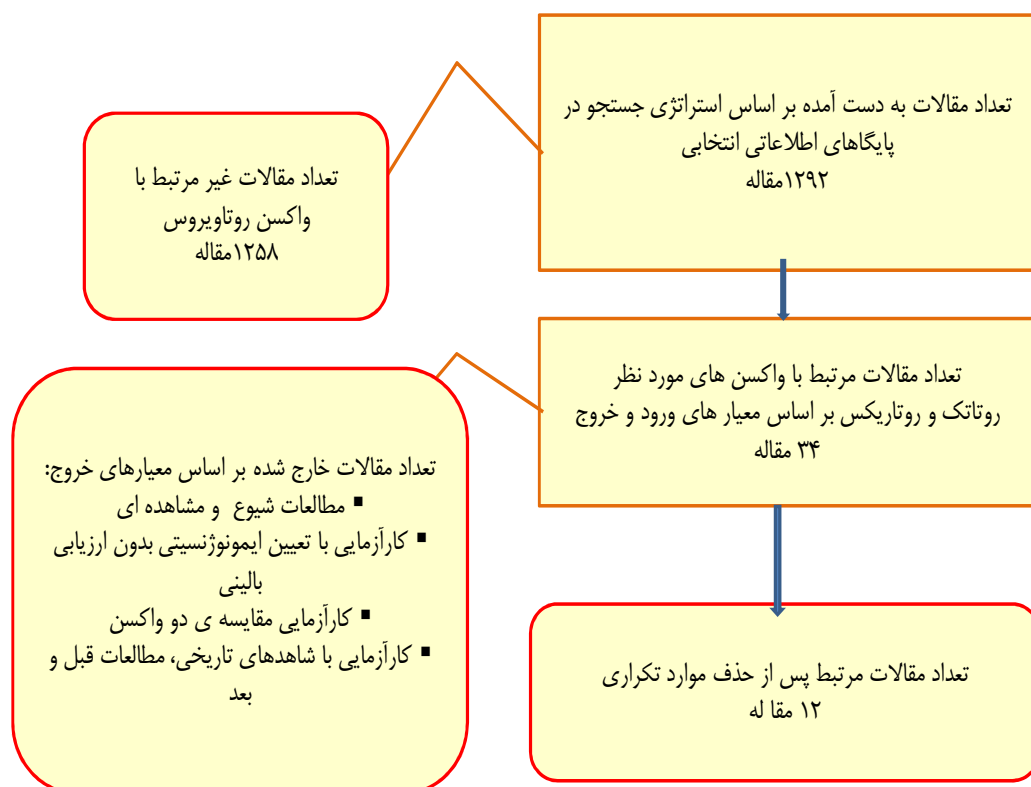 تعداد مقالات به دست آمده بر اساس استراتژی جستجو در
پایگاهای اطلاعاتی انتخابی
۱۲۹۲مقاله
تعداد مقالات غیر مرتبط با
واکسن روتاویروس
۱۲۵۸مقاله
تعداد مقالات مرتبط با واکسن های مورد نظر
روتاتک و روتاریکس بر اساس معیار های ورود و خروج
۳۴ مقاله
تعداد مقالات خارج شده بر اساس معیارهای خروج:
▪ مطالعات شیوع و مشاهده ای
▪ کارآزمایی با تعیین ایمونوژنسیتی بدون ارزیابی
بالینی
▪ کارآزمایی مقایسه ی دو واکسن
▪ کارآزمایی با شاهدهای تاریخی، مطالعات قبل و
بعد
تعداد مقالات مرتبط پس از حذف موارد تکراری
۱۲ مقا له